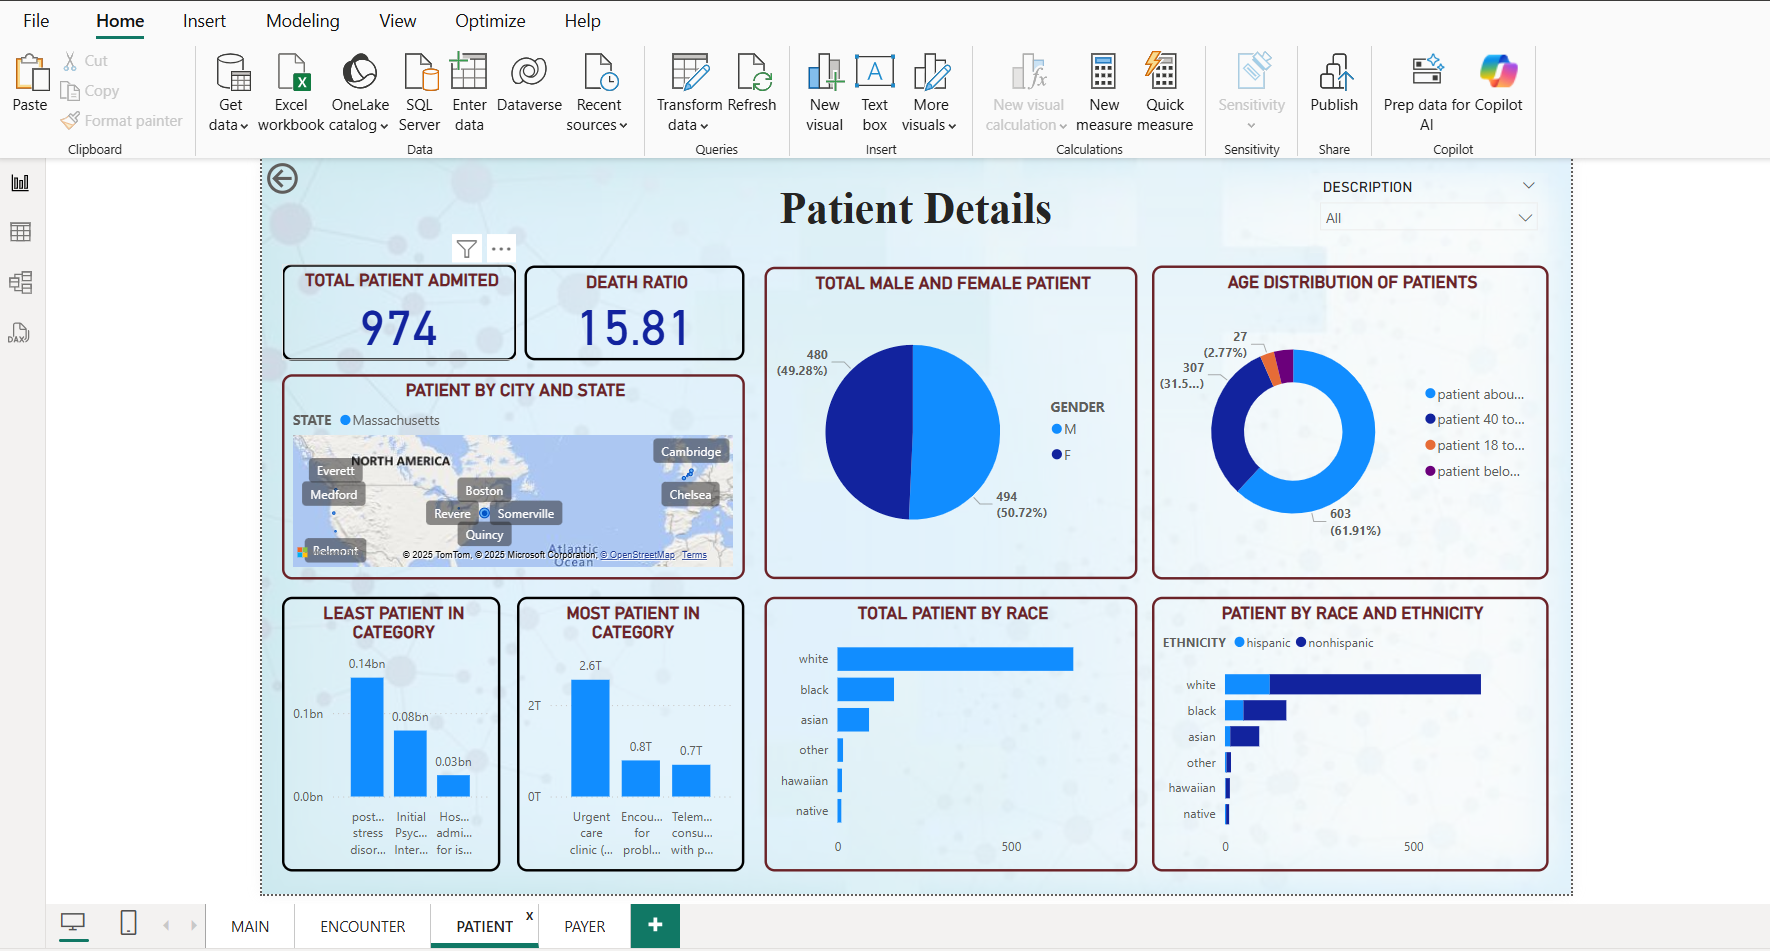 File Home Insert Modeling View Optimize Help
Paste
Cut
Copy
Format painter
Clipboard
Get data
Excel workbook
OneLake catalog
SQL Server
Enter data
Dataverse
Recent sources
Data
Transform data
Refresh
Queries
New visual
Text box
More visuals
Insert
New visual calculation
New measure
Quick measure
Calculations
Sensitivity
Sensitivity
Publish
Share
Prep data for AI
Copilot
Copilot
DAX
Patient Details
DESCRIPTION
All
TOTAL PATIENT ADMITED
974
DEATH RATIO
15.81
PATIENT BY CITY AND STATE
STATE Massachusetts
NORTH AMERICA
Everett
Medford
Boston
Revere
Somerville
Quincy
Belmont
Cambridge
Chelsea
Atlantic
Ocean
© 2025 TomTom, © 2025 Microsoft Corporation, © OpenStreetMap Terms
TOTAL MALE AND FEMALE PATIENT
480
(49.28%)
494
(50.72%)
GENDER
M
F
AGE DISTRIBUTION OF PATIENTS
27
(2.77%)
307
(31.5...)
603
(61.91%)
patient abou...
patient 40 to...
patient 18 to...
patient belo...
LEAST PATIENT IN
CATEGORY
0.14bn
0.1bn
0.08bn
0.03bn
0.0bn
post... stress disor...
Initial Psyc... Inter...
Hos... admi... for is...
MOST PATIENT IN
CATEGORY
2.6T
2T
0.8T
0.7T
0T
Urgent care clinic (...
Encou... for probl...
Telem... consu... with p...
TOTAL PATIENT BY RACE
white
black
asian
other
hawaiian
native
0 500
PATIENT BY RACE AND ETHNICITY
ETHNICITY hispanic nonhispanic
white
black
asian
other
hawaiian
native
0 500
MAIN ENCOUNTER PATIENT x PAYER +